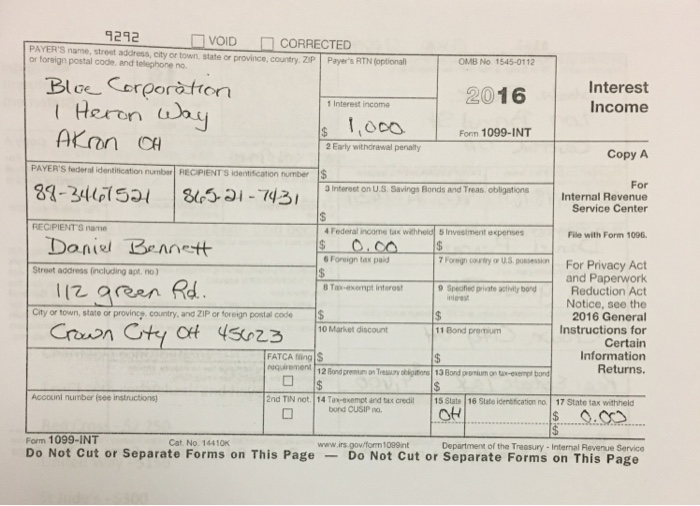 9292
VOID
CORRECTED
PAYER'S name, street address, city or town, state or province, country, ZIP
or foreign postal code, and telephone no.
Bloe Corporation
1 Heron Way
Akron OH
Payer's RTN (optional)
1 Interest income
$ 1,000
2 Early withdrawal penalty
$
OMB No. 1545-0112
2016
Form 1099-INT
Interest
Income
Copy A
For
Internal Revenue
Service Center
File with Form 1096.
For Privacy Act
and Paperwork
Reduction Act
Notice, see the
2016 General
Instructions for
Certain
Information
Returns.
PAYER'S federal identification number
88-3467521
RECIPIENT'S identification number
865-21-7431
3 Interest on U.S. Savings Bonds and Treas. obligations
$
RECIPIENT'S name
Daniel Bennett
4 Federal income tax withheld
$ 0.00
5 Investment expenses
$
Street address (including apt. no.)
112 green Rd.
6 Foreign tax paid
$
7 Foreign country or U.S. possession
8 Tax-exempt interest
$
9 Specified private activity bond
interest
$
City or town, state or province, country, and ZIP or foreign postal code
Crown City OH 45623
10 Market discount
$
11 Bond premium
$
FATCA filing
requirement
12 Bond premium on Treasury obligations
$
13 Bond premium on tax-exempt bond
$
Account number (see instructions)
2nd TIN not.
14 Tax-exempt and tax credit
bond CUSIP no.
15 State
OH
16 State identification no.
17 State tax withheld
$ 0.00
$
Form 1099-INT
Cat. No. 14410K
www.irs.gov/form1099int
Department of the Treasury - Internal Revenue Service
Do Not Cut or Separate Forms on This Page — Do Not Cut or Separate Forms on This Page